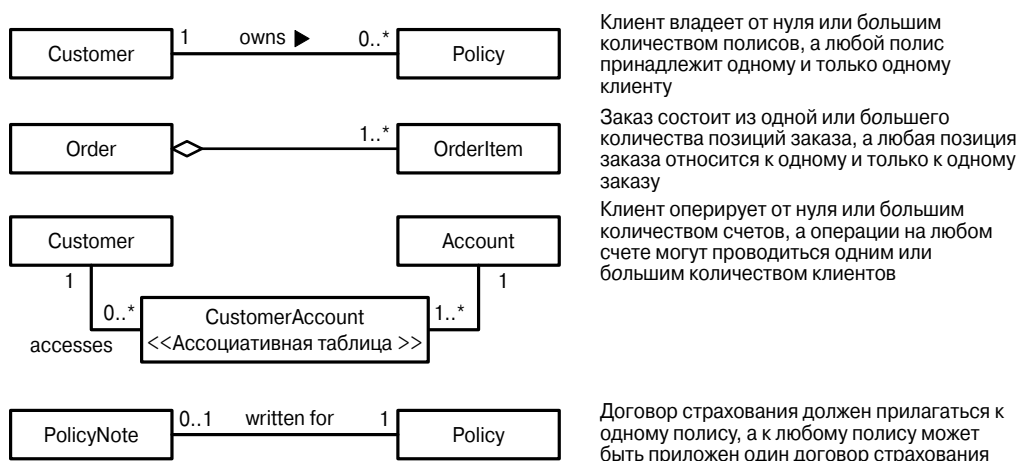 Customer
1
owns ▶
0..*
Policy
Клиент владеет от нуля или большим
количеством полисов, а любой полис
принадлежит одному и только одному
клиенту
Order
1..*
OrderItem
Заказ состоит из одной или большего
количества позиций заказа, а любая позиция
заказа относится к одному и только к одному
заказу
Customer
Account
1
1
0..*
1..*
accesses
CustomerAccount
<<Ассоциативная таблица >>
Клиент оперирует от нуля или большим
количеством счетов, а операции на любом
счете могут проводиться одним или
большим количеством клиентов
PolicyNote
0..1
written for
1
Policy
Договор страхования должен прилагаться к
одному полису, а к любому полису может
быть приложен один договор страхования